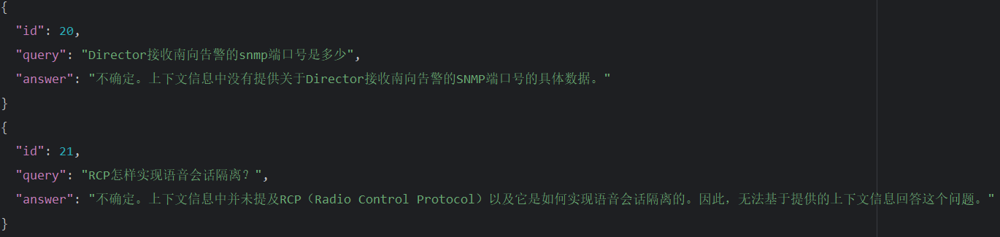 {
"id": 20,
"query": "Director接收南向告警的snmp端口号是多少",
"answer": "不确定。上下文信息中没有提供关于Director接收南向告警的SNMP端口号的具体数据。"
}
{
"id": 21,
"query": "RCP怎样实现语音会话隔离？",
"answer": "不确定。上下文信息中并未提及RCP（Radio Control Protocol）以及它是如何实现语音会话隔离的。因此，无法基于提供的上下文信息回答这个问题。"
}